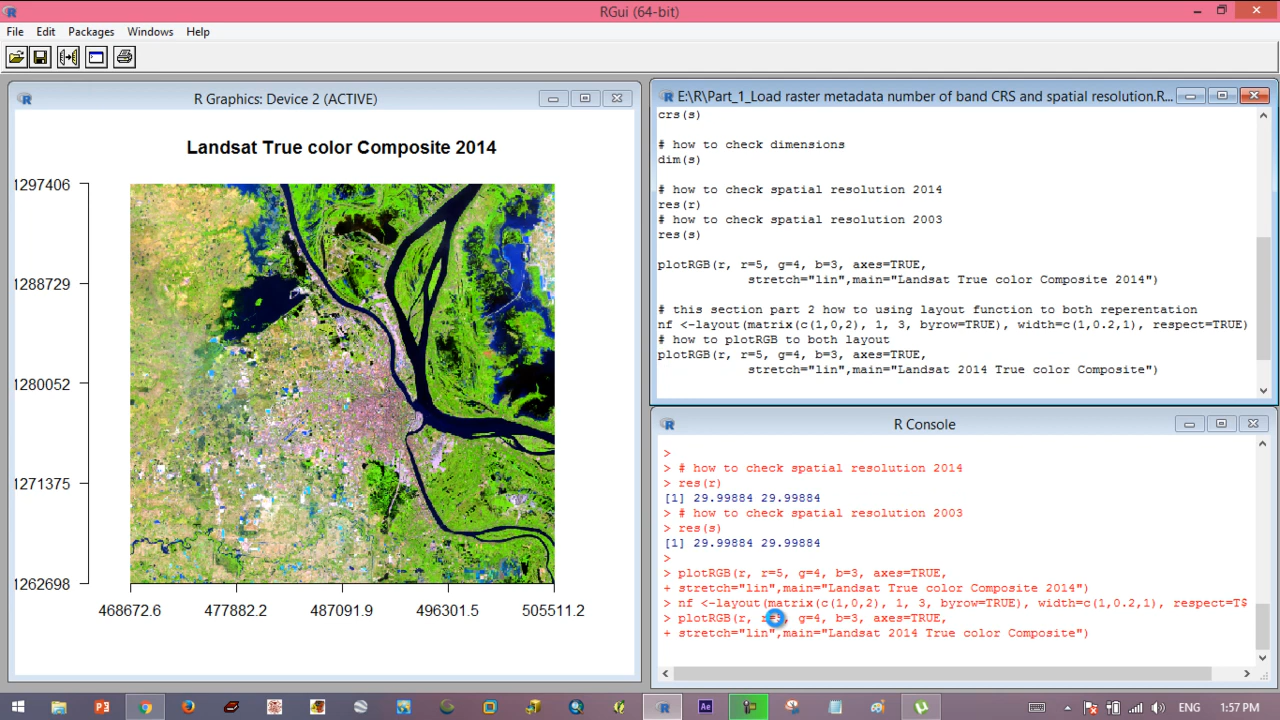 RGui (64-bit)
File Edit Packages Windows Help
R Graphics: Device 2 (ACTIVE)
Landsat True color Composite 2014
1297406
1288729
1280052
1271375
1262698
468672.6 477882.2 487091.9 496301.5 505511.2
E:\R\Part_1_Load raster metadata number of band CRS and spatial resolution.R...
crs(s)
# how to check dimensions
dim(s)
# how to check spatial resolution 2014
res(r)
# how to check spatial resolution 2003
res(s)
plotRGB(r, r=5, g=4, b=3, axes=TRUE,
stretch="lin",main="Landsat True color Composite 2014")
# this section part 2 how to using layout function to both reperentation
nf <-layout(matrix(c(1,0,2), 1, 3, byrow=TRUE), width=c(1,0.2,1), respect=TRUE)
# how to plotRGB to both layout
plotRGB(r, r=5, g=4, b=3, axes=TRUE,
stretch="lin",main="Landsat 2014 True color Composite")
R Console
>
> # how to check spatial resolution 2014
> res(r)
[1] 29.99884 29.99884
> # how to check spatial resolution 2003
> res(s)
[1] 29.99884 29.99884
>
> plotRGB(r, r=5, g=4, b=3, axes=TRUE,
+ stretch="lin",main="Landsat True color Composite 2014")
> nf <-layout(matrix(c(1,0,2), 1, 3, byrow=TRUE), width=c(1,0.2,1), respect=T$
> plotRGB(r, g=4, b=3, axes=TRUE,
+ stretch="lin",main="Landsat 2014 True color Composite")
ENG 1:57 PM